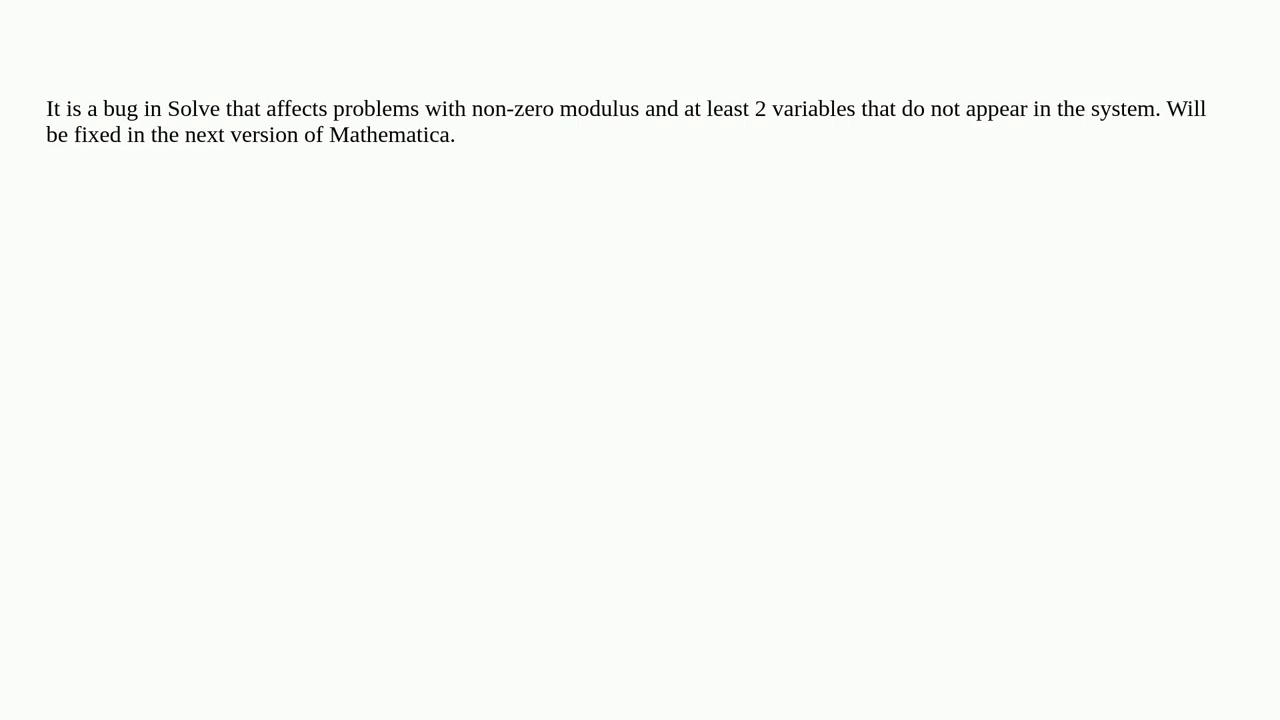 It is a bug in Solve that affects problems with non-zero modulus and at least 2 variables that do not appear in the system. Will
be fixed in the next version of Mathematica.